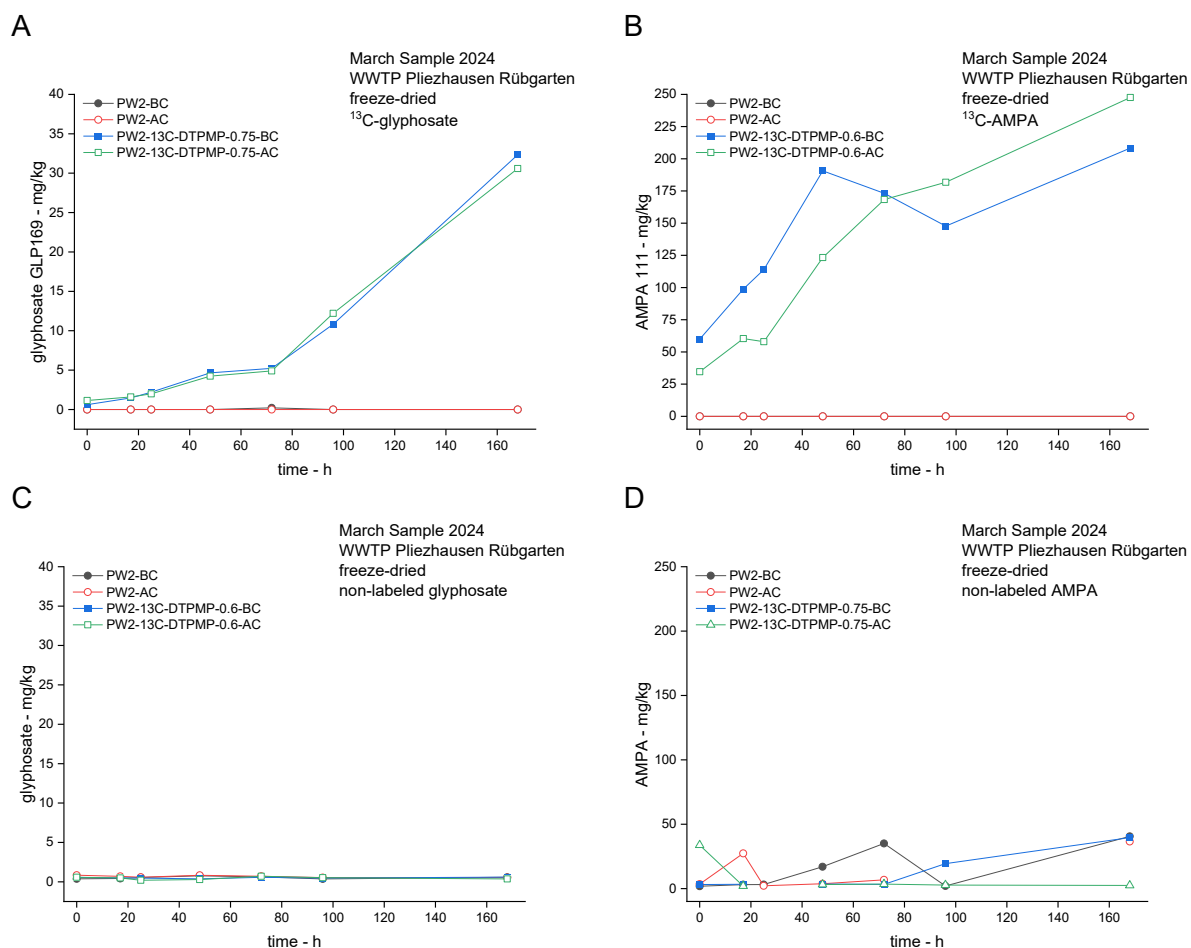 A
March Sample 2024
WWTP Pliezhausen Rübgarten
freeze-dried
¹³C-glyphosate
PW2-BC
PW2-AC
PW2-13C-DTPMP-0.75-BC
PW2-13C-DTPMP-0.75-AC
40
35
30
25
20
15
10
5
0
glyphosate GLP169 - mg/kg
0 20 40 60 80 100 120 140 160
time - h
B
March Sample 2024
WWTP Pliezhausen Rübgarten
freeze-dried
¹³C-AMPA
PW2-BC
PW2-AC
PW2-13C-DTPMP-0.6-BC
PW2-13C-DTPMP-0.6-AC
250
225
200
175
150
125
100
75
50
25
0
AMPA 111 - mg/kg
0 20 40 60 80 100 120 140 160
time - h
C
March Sample 2024
WWTP Pliezhausen Rübgarten
freeze-dried
non-labeled glyphosate
PW2-BC
PW2-AC
PW2-13C-DTPMP-0.6-BC
PW2-13C-DTPMP-0.6-AC
40
35
30
25
20
15
10
5
0
glyphosate - mg/kg
0 20 40 60 80 100 120 140 160
time - h
D
March Sample 2024
WWTP Pliezhausen Rübgarten
freeze-dried
non-labeled AMPA
PW2-BC
PW2-AC
PW2-13C-DTPMP-0.75-BC
PW2-13C-DTPMP-0.75-AC
250
200
150
100
50
0
AMPA - mg/kg
0 20 40 60 80 100 120 140 160
time - h